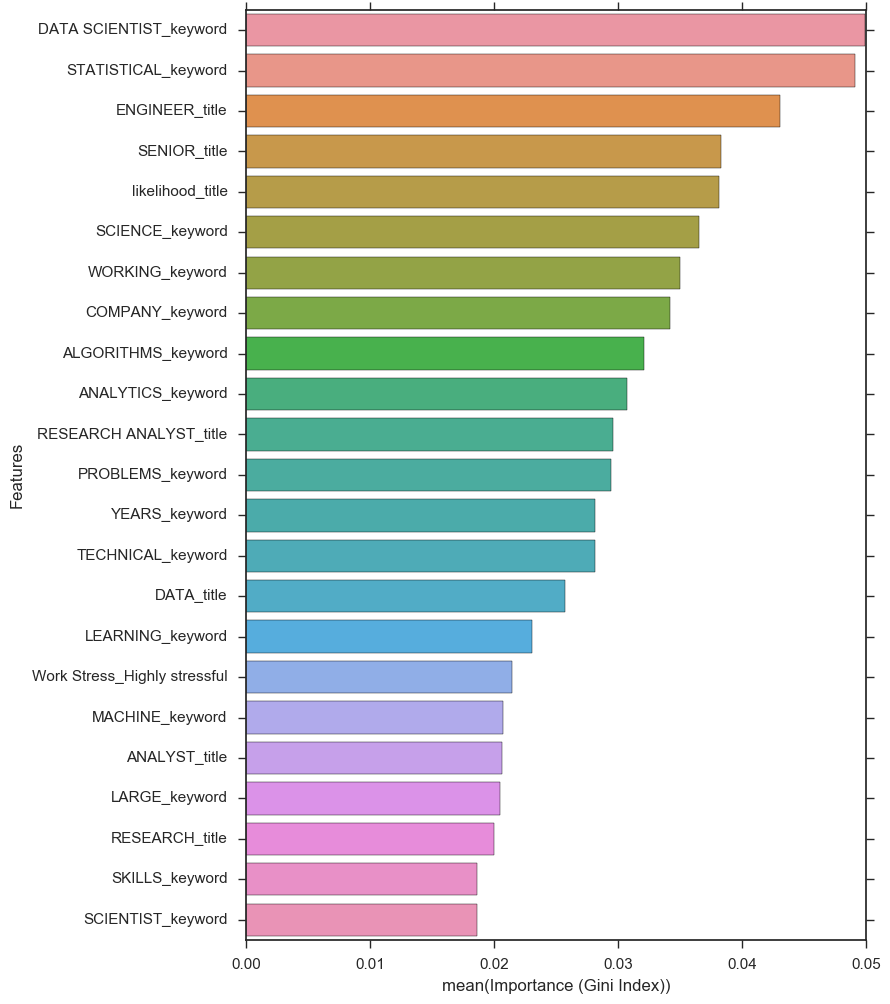 DATA SCIENTIST_keyword
STATISTICAL_keyword
ENGINEER_title
SENIOR_title
likelihood_title
SCIENCE_keyword
WORKING_keyword
COMPANY_keyword
ALGORITHMS_keyword
ANALYTICS_keyword
RESEARCH ANALYST_title
PROBLEMS_keyword
YEARS_keyword
TECHNICAL_keyword
DATA_title
LEARNING_keyword
Work Stress_Highly stressful
MACHINE_keyword
ANALYST_title
LARGE_keyword
RESEARCH_title
SKILLS_keyword
SCIENTIST_keyword
Features
0.00 0.01 0.02 0.03 0.04 0.05
mean(Importance (Gini Index))